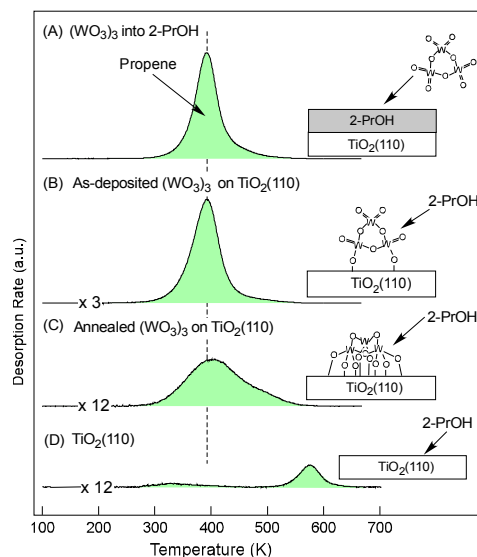 (A) (WO3)3 into 2-PrOH
Propene
2-PrOH
TiO2(110)
(B) As-deposited (WO3)3 on TiO2(110)
2-PrOH
TiO2(110)
x 3
(C) Annealed (WO3)3 on TiO2(110)
2-PrOH
TiO2(110)
x 12
(D) TiO2(110)
2-PrOH
TiO2(110)
x 12
Desorption Rate (a.u.)
100 200 300 400 500 600 700
Temperature (K)